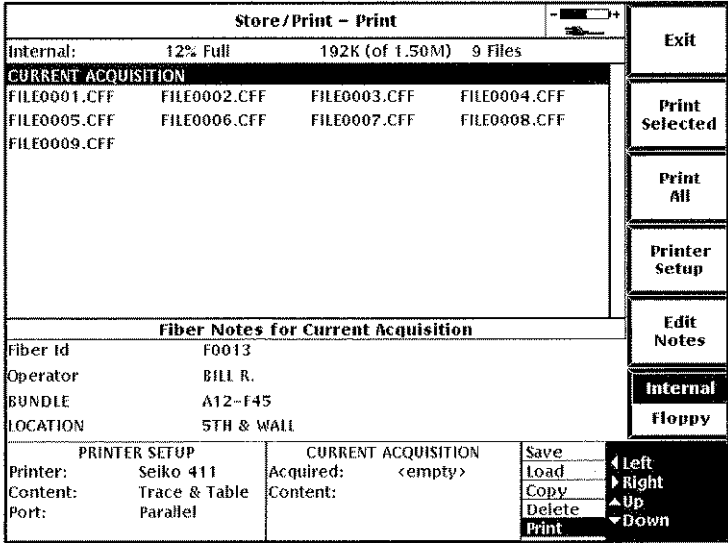 Store/Print – Print
- +
Internal: 12% Full 192K (of 1.50M) 9 Files
CURRENT ACQUISITION
FILE0001.CFF FILE0002.CFF FILE0003.CFF FILE0004.CFF
FILE0005.CFF FILE0006.CFF FILE0007.CFF FILE0008.CFF
FILE0009.CFF
Fiber Notes for Current Acquisition
Fiber Id F0013
Operator BILL R.
BUNDLE A12-F45
LOCATION 5TH & WALL
PRINTER SETUP
Printer: Seiko 411
Content: Trace & Table
Port: Parallel
CURRENT ACQUISITION
Acquired: <empty>
Content:
Save
Load
Copy
Delete
Print
Left
Right
Up
Down
Exit
Print
Selected
Print
All
Printer
Setup
Edit
Notes
Internal
Floppy